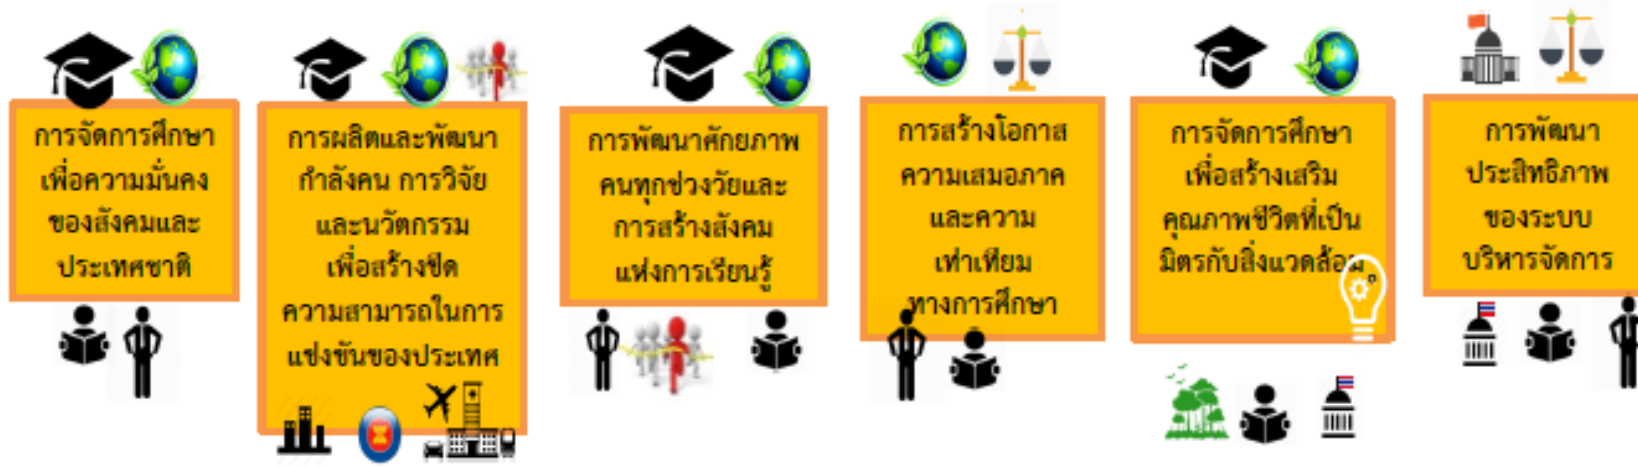 การจัดการศึกษา
เพื่อความมั่นคง
ของสังคมและ
ประเทศชาติ
การผลิตและพัฒนา
กำลังคน การวิจัย
และนวัตกรรม
เพื่อสร้างขีด
ความสามารถในการ
แข่งขันของประเทศ
การพัฒนาศักยภาพ
คนทุกช่วงวัยและ
การสร้างสังคม
แห่งการเรียนรู้
การสร้างโอกาส
ความเสมอภาค
และความ
เท่าเทียม
ทางการศึกษา
การจัดการศึกษา
เพื่อสร้างเสริม
คุณภาพชีวิตที่เป็น
มิตรกับสิ่งแวดล้อม
การพัฒนา
ประสิทธิภาพ
ของระบบ
บริหารจัดการ